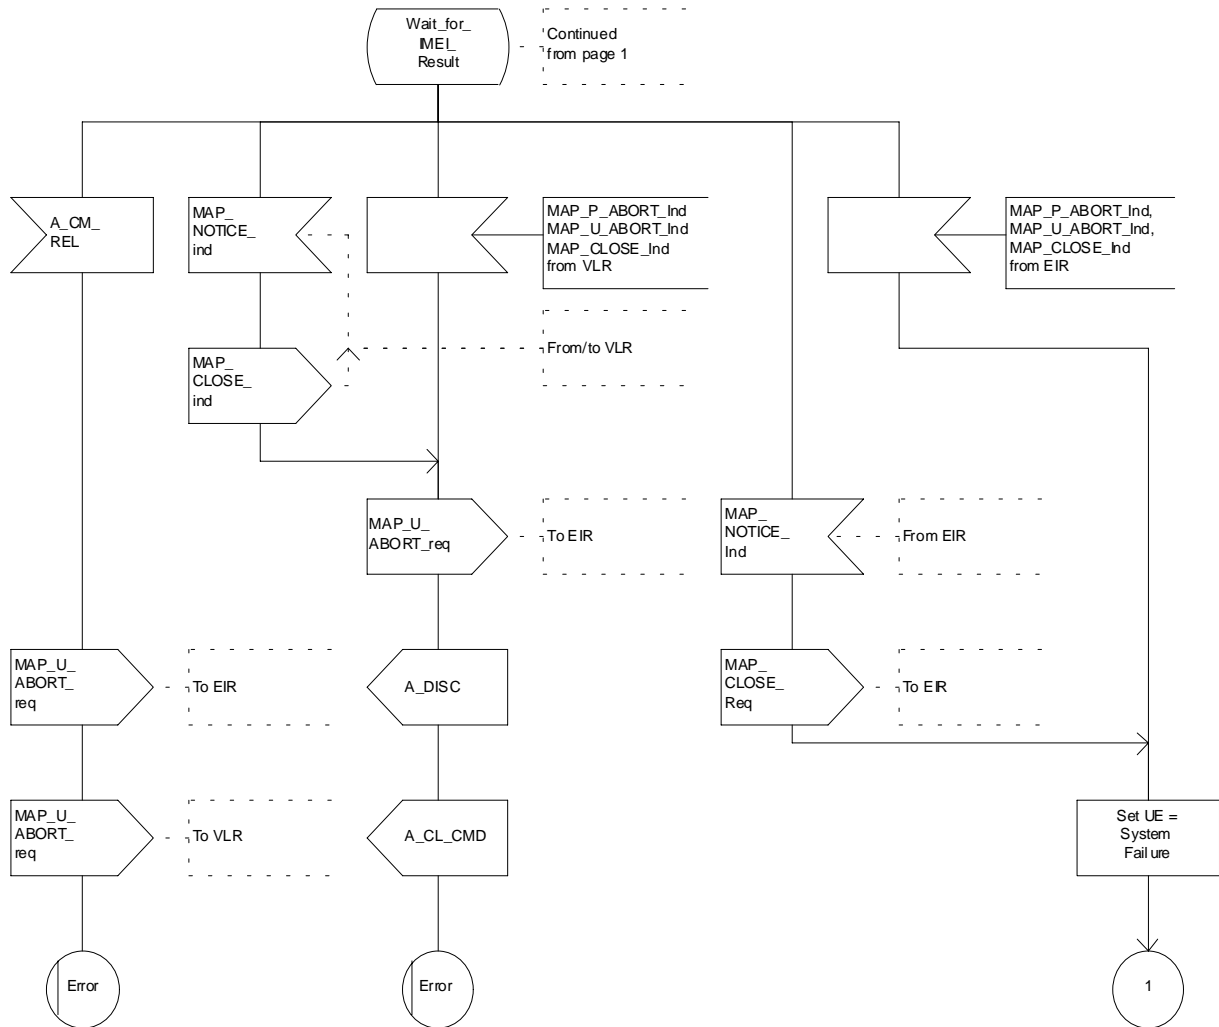 Wait_for_
IMEI_
Result
Continued
from page 1
A_CM_
REL
MAP_
NOTICE_
ind
MAP_P_ABORT_Ind
MAP_U_ABORT_Ind
MAP_CLOSE_Ind
from VLR
MAP_P_ABORT_Ind,
MAP_U_ABORT_Ind,
MAP_CLOSE_Ind
from EIR
MAP_
CLOSE_
ind
From/to VLR
MAP_U_
ABORT_req
To EIR
MAP_
NOTICE_
Ind
From EIR
MAP_U_
ABORT_
req
To EIR
A_DISC
MAP_
CLOSE_
Req
To EIR
MAP_U_
ABORT_
req
To VLR
A_CL_CMD
Set UE =
System
Failure
Error
Error
1